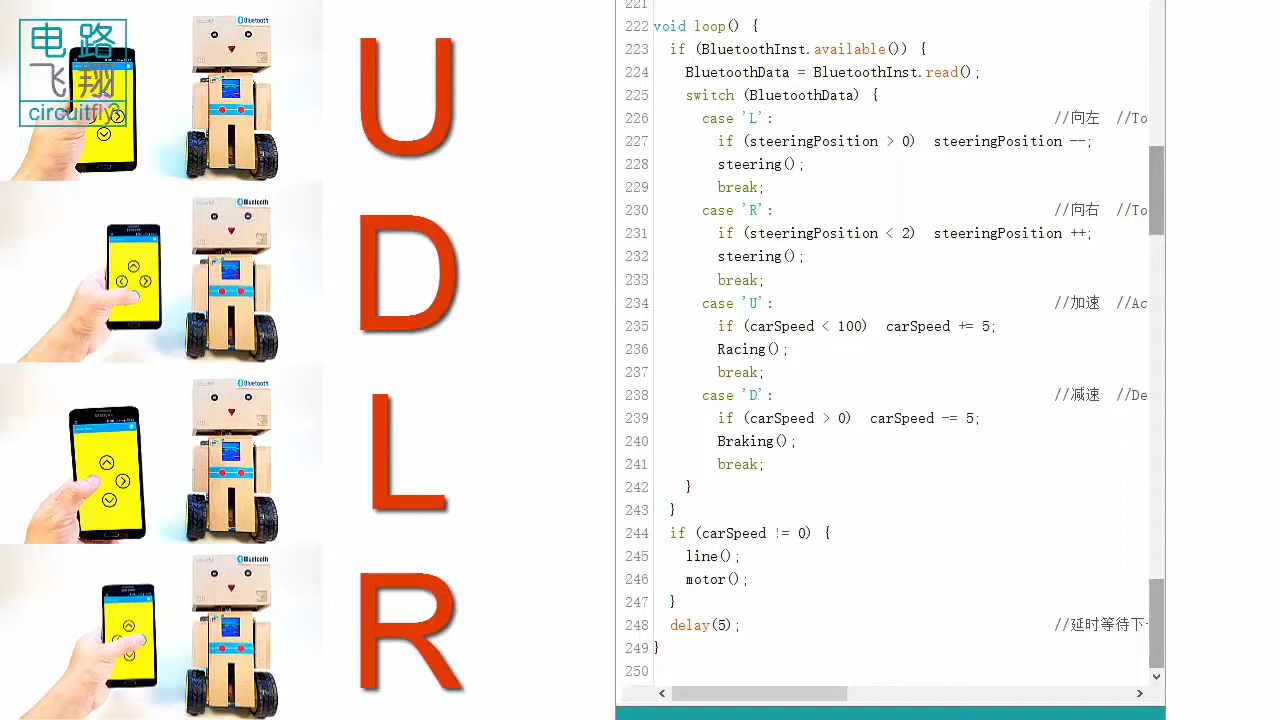 电路
飞翔
circuitfly
Bluetooth
U
Bluetooth
D
Bluetooth
L
Bluetooth
R
221
222 void loop() {
223 if (BluetoothInst.available()) {
224 BluetoothData = BluetoothInst.read();
225 switch (BluetoothData) {
226 case 'L': //向左 //To
227 if (steeringPosition > 0) steeringPosition --;
228 steering();
229 break;
230 case 'R': //向右 //To
231 if (steeringPosition < 2) steeringPosition ++;
232 steering();
233 break;
234 case 'U': //加速 //Ac
235 if (carSpeed < 100) carSpeed += 5;
236 Racing();
237 break;
238 case 'D': //减速 //De
239 if (carSpeed > 0) carSpeed -= 5;
240 Braking();
241 break;
242 }
243 }
244 if (carSpeed != 0) {
245 line();
246 motor();
247 }
248 delay(5); //延时等待下
249 }
250